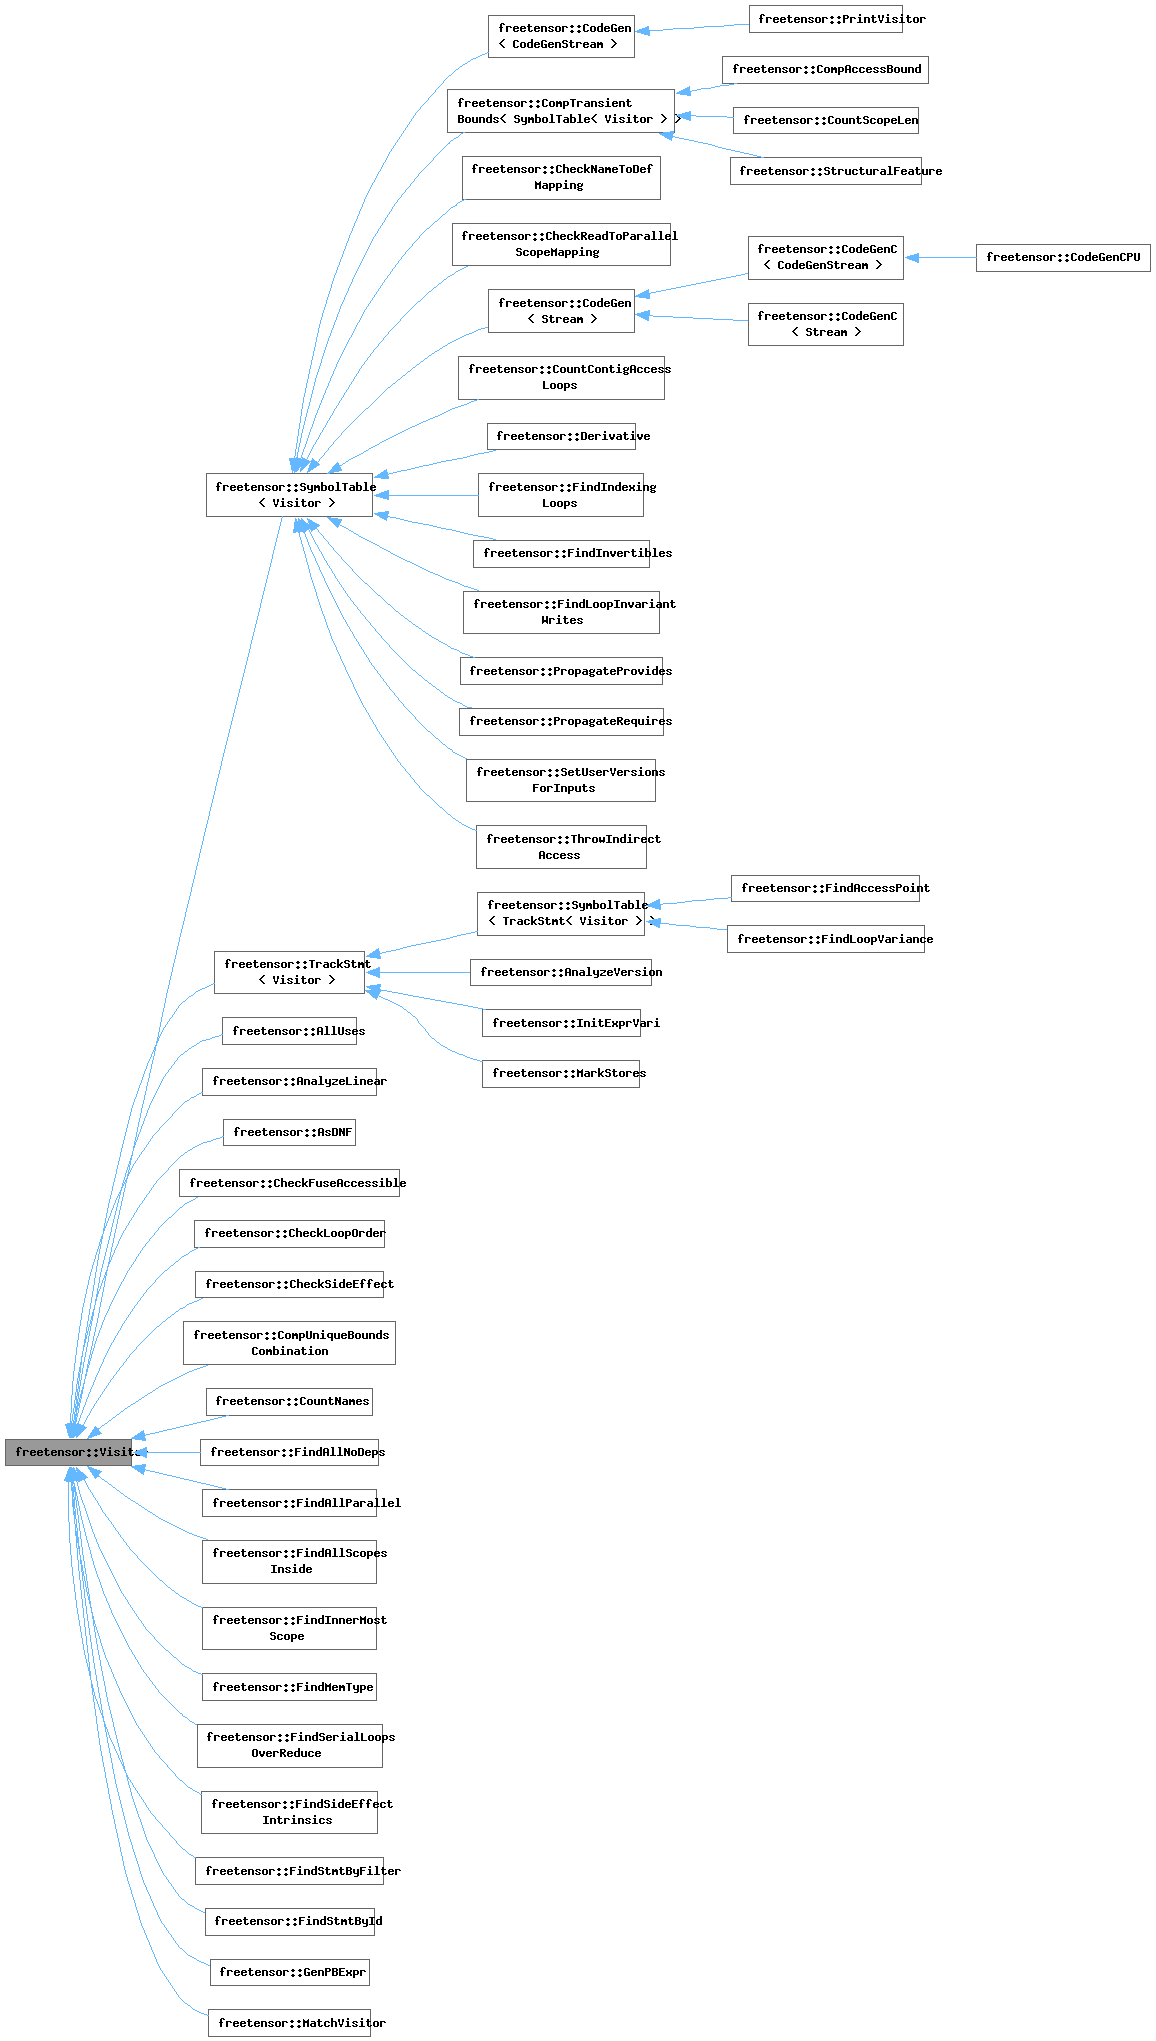 freetensor::CodeGen
< CodeGenStream >
freetensor::PrintVisitor
freetensor::CompTransient
Bounds< SymbolTable< Visitor > >
freetensor::CompAccessBound
freetensor::CountScopeLen
freetensor::StructuralFeature
freetensor::CheckNameToDef
Mapping
freetensor::CheckReadToParallel
ScopeMapping
freetensor::CodeGen
< Stream >
freetensor::CodeGenC
< CodeGenStream >
freetensor::CodeGenCPU
freetensor::CodeGenC
< Stream >
freetensor::CountContigAccess
Loops
freetensor::Derivative
freetensor::SymbolTable
< Visitor >
freetensor::FindIndexing
Loops
freetensor::FindInvertibles
freetensor::FindLoopInvariant
Writes
freetensor::PropagateProvides
freetensor::PropagateRequires
freetensor::SetUserVersions
ForInputs
freetensor::ThrowIndirect
Access
freetensor::SymbolTable
< TrackStmt< Visitor > >
freetensor::FindAccessPoint
freetensor::FindLoopVariance
freetensor::TrackStmt
< Visitor >
freetensor::AnalyzeVersion
freetensor::InitExprVari
freetensor::MarkStores
freetensor::AllUses
freetensor::AnalyzeLinear
freetensor::AsDNF
freetensor::CheckFuseAccessible
freetensor::CheckLoopOrder
freetensor::CheckSideEffect
freetensor::CompUniqueBounds
Combination
freetensor::CountNames
freetensor::Visitor
freetensor::FindAllNoDeps
freetensor::FindAllParallel
freetensor::FindAllScopes
Inside
freetensor::FindInnerMost
Scope
freetensor::FindMemType
freetensor::FindSerialLoops
OverReduce
freetensor::FindSideEffect
Intrinsics
freetensor::FindStmtByFilter
freetensor::FindStmtById
freetensor::GenPBExpr
freetensor::MatchVisitor